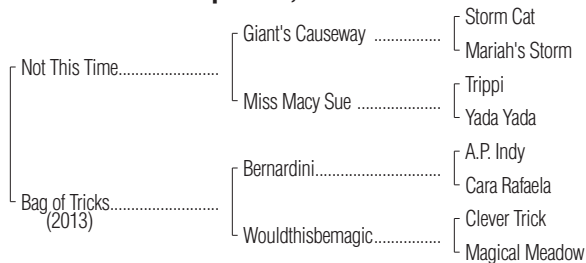 Storm Cat
Giant's Causeway ................
Mariah's Storm
Not This Time........................
Trippi
Miss Macy Sue ....................
Yada Yada
A.P. Indy
Bernardini..............................
Cara Rafaela
Bag of Tricks..........................
(2013)
Clever Trick
Wouldthisbemagic................
Magical Meadow